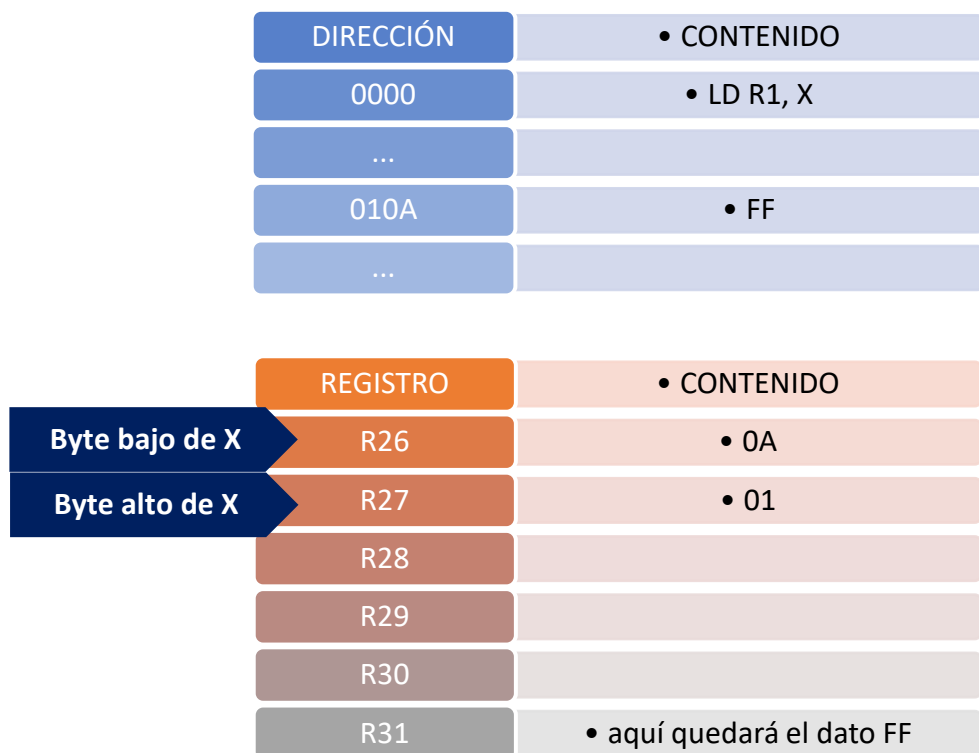 DIRECCIÓN • CONTENIDO
0000 • LD R1, X
...
010A • FF
...
REGISTRO • CONTENIDO
Byte bajo de X R26 • 0A
Byte alto de X R27 • 01
R28
R29
R30
R31 • aquí quedará el dato FF